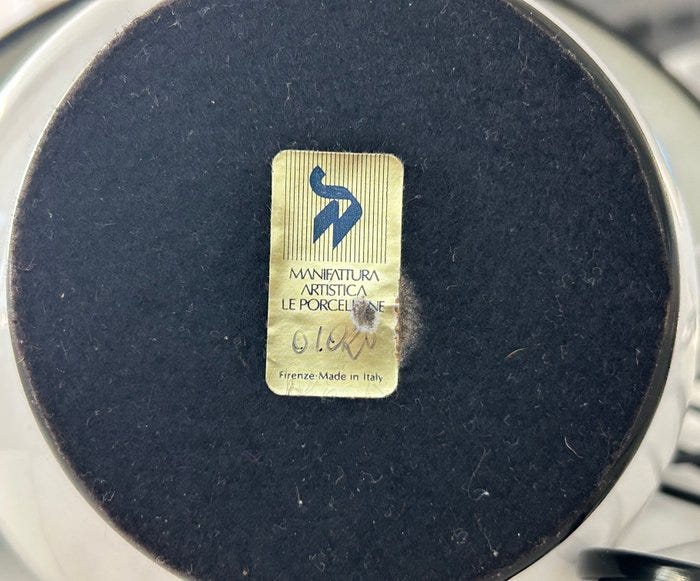 MANIFATTURA
ARTISTICA
LE PORCELLANE
Firenze·Made in Italy